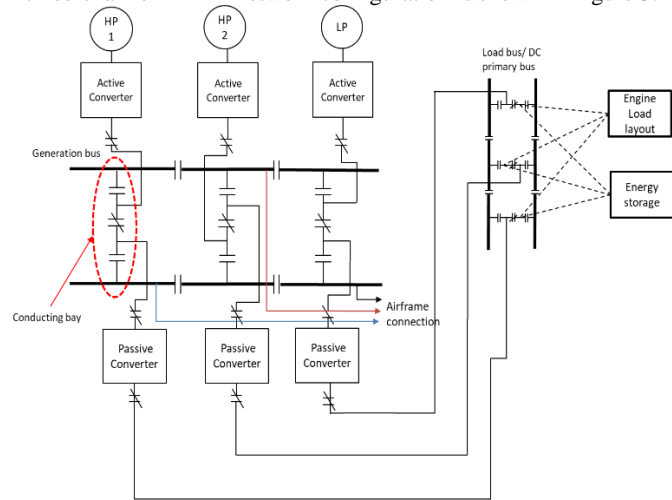 HP
1
HP
2
LP
Load bus/ DC
primary bus
Active
Converter
Active
Converter
Active
Converter
Engine
Load
layout
Generation bus
Energy
storage
Airframe
connection
Conducting bay
Passive
Converter
Passive
Converter
Passive
Converter